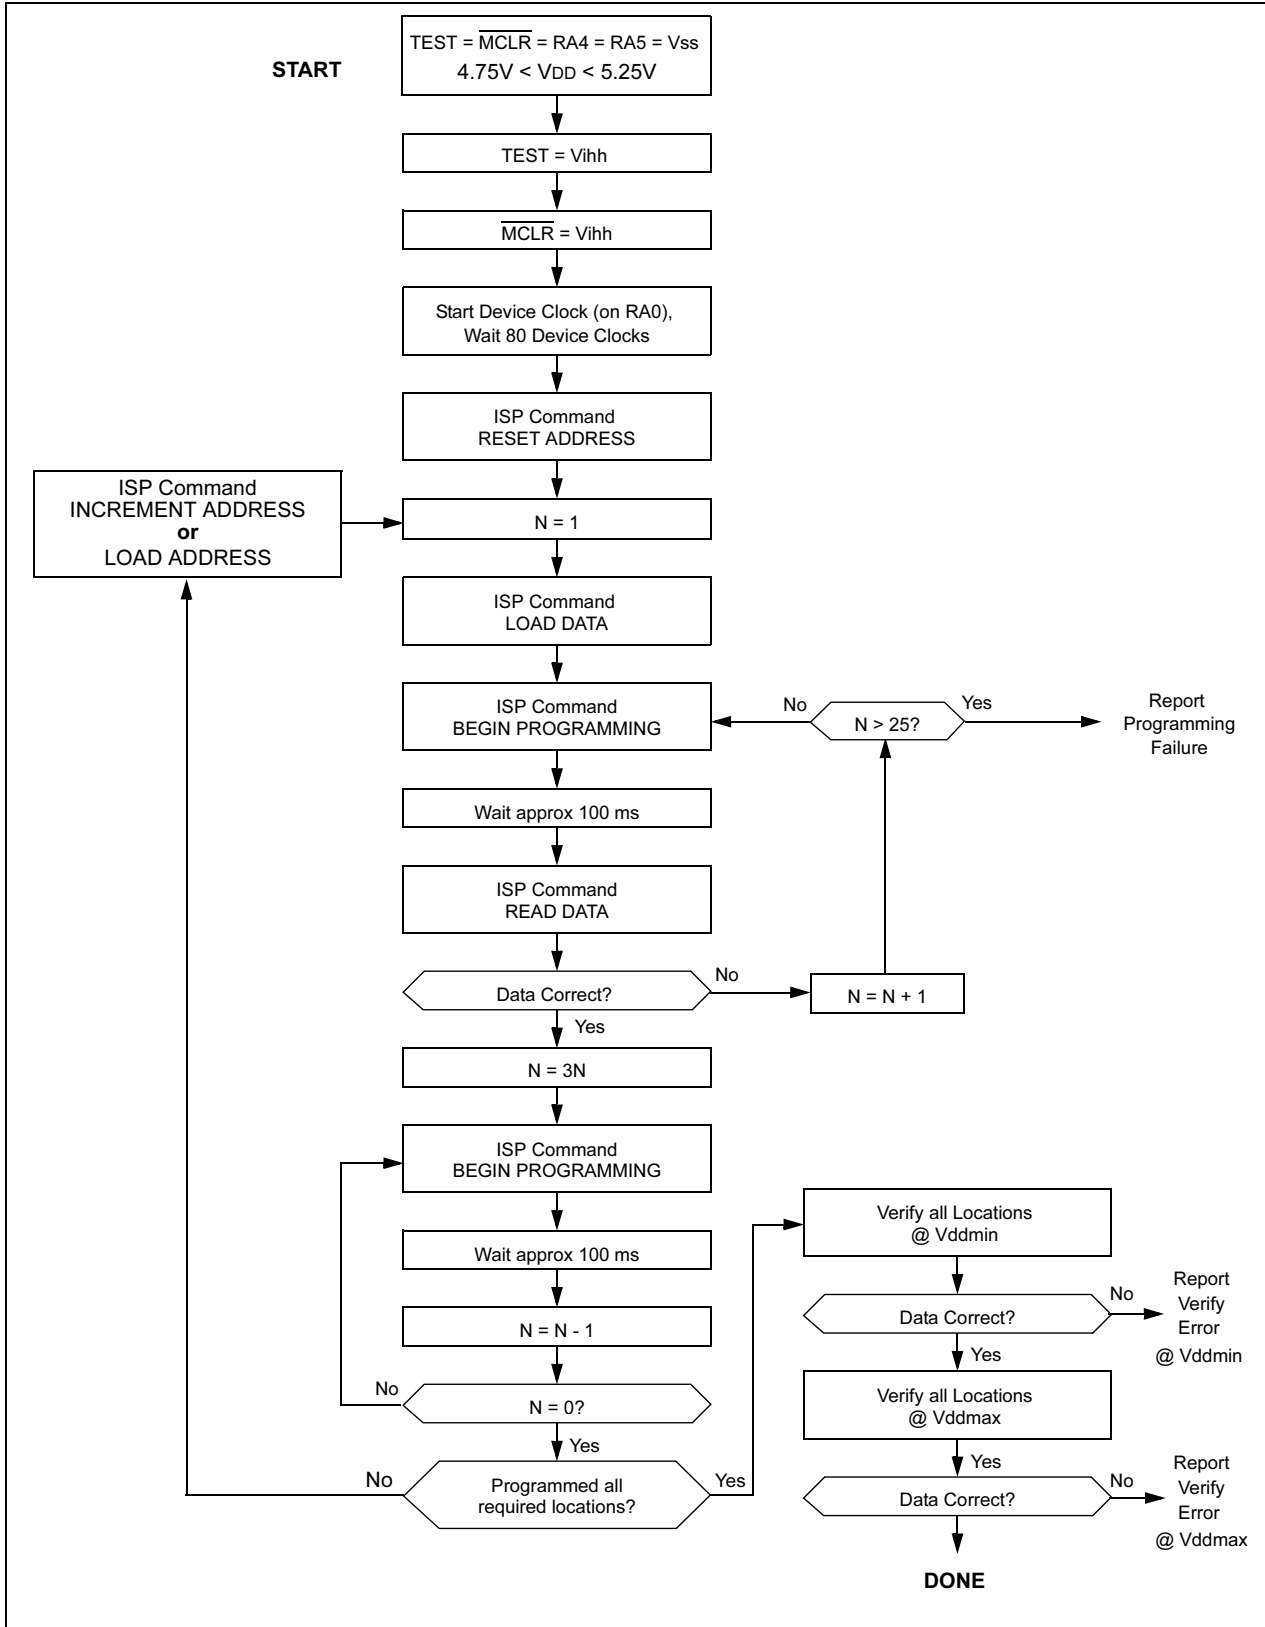 START
TEST = MCLR = RA4 = RA5 = Vss
4.75V < VDD < 5.25V
TEST = Vihh
MCLR = Vihh
Start Device Clock (on RA0),
Wait 80 Device Clocks
ISP Command
RESET ADDRESS
ISP Command
INCREMENT ADDRESS
or
LOAD ADDRESS
N = 1
ISP Command
LOAD DATA
ISP Command
BEGIN PROGRAMMING
No
N > 25?
Yes
Report
Programming
Failure
Wait approx 100 ms
ISP Command
READ DATA
Data Correct?
No
N = N + 1
Yes
N = 3N
ISP Command
BEGIN PROGRAMMING
Wait approx 100 ms
N = N - 1
No
N = 0?
Yes
No
Programmed all
required locations?
Yes
Verify all Locations
@ Vddmin
Data Correct?
No
Report
Verify
Error
@ Vddmin
Yes
Verify all Locations
@ Vddmax
Yes
Data Correct?
No
Report
Verify
Error
@ Vddmax
DONE